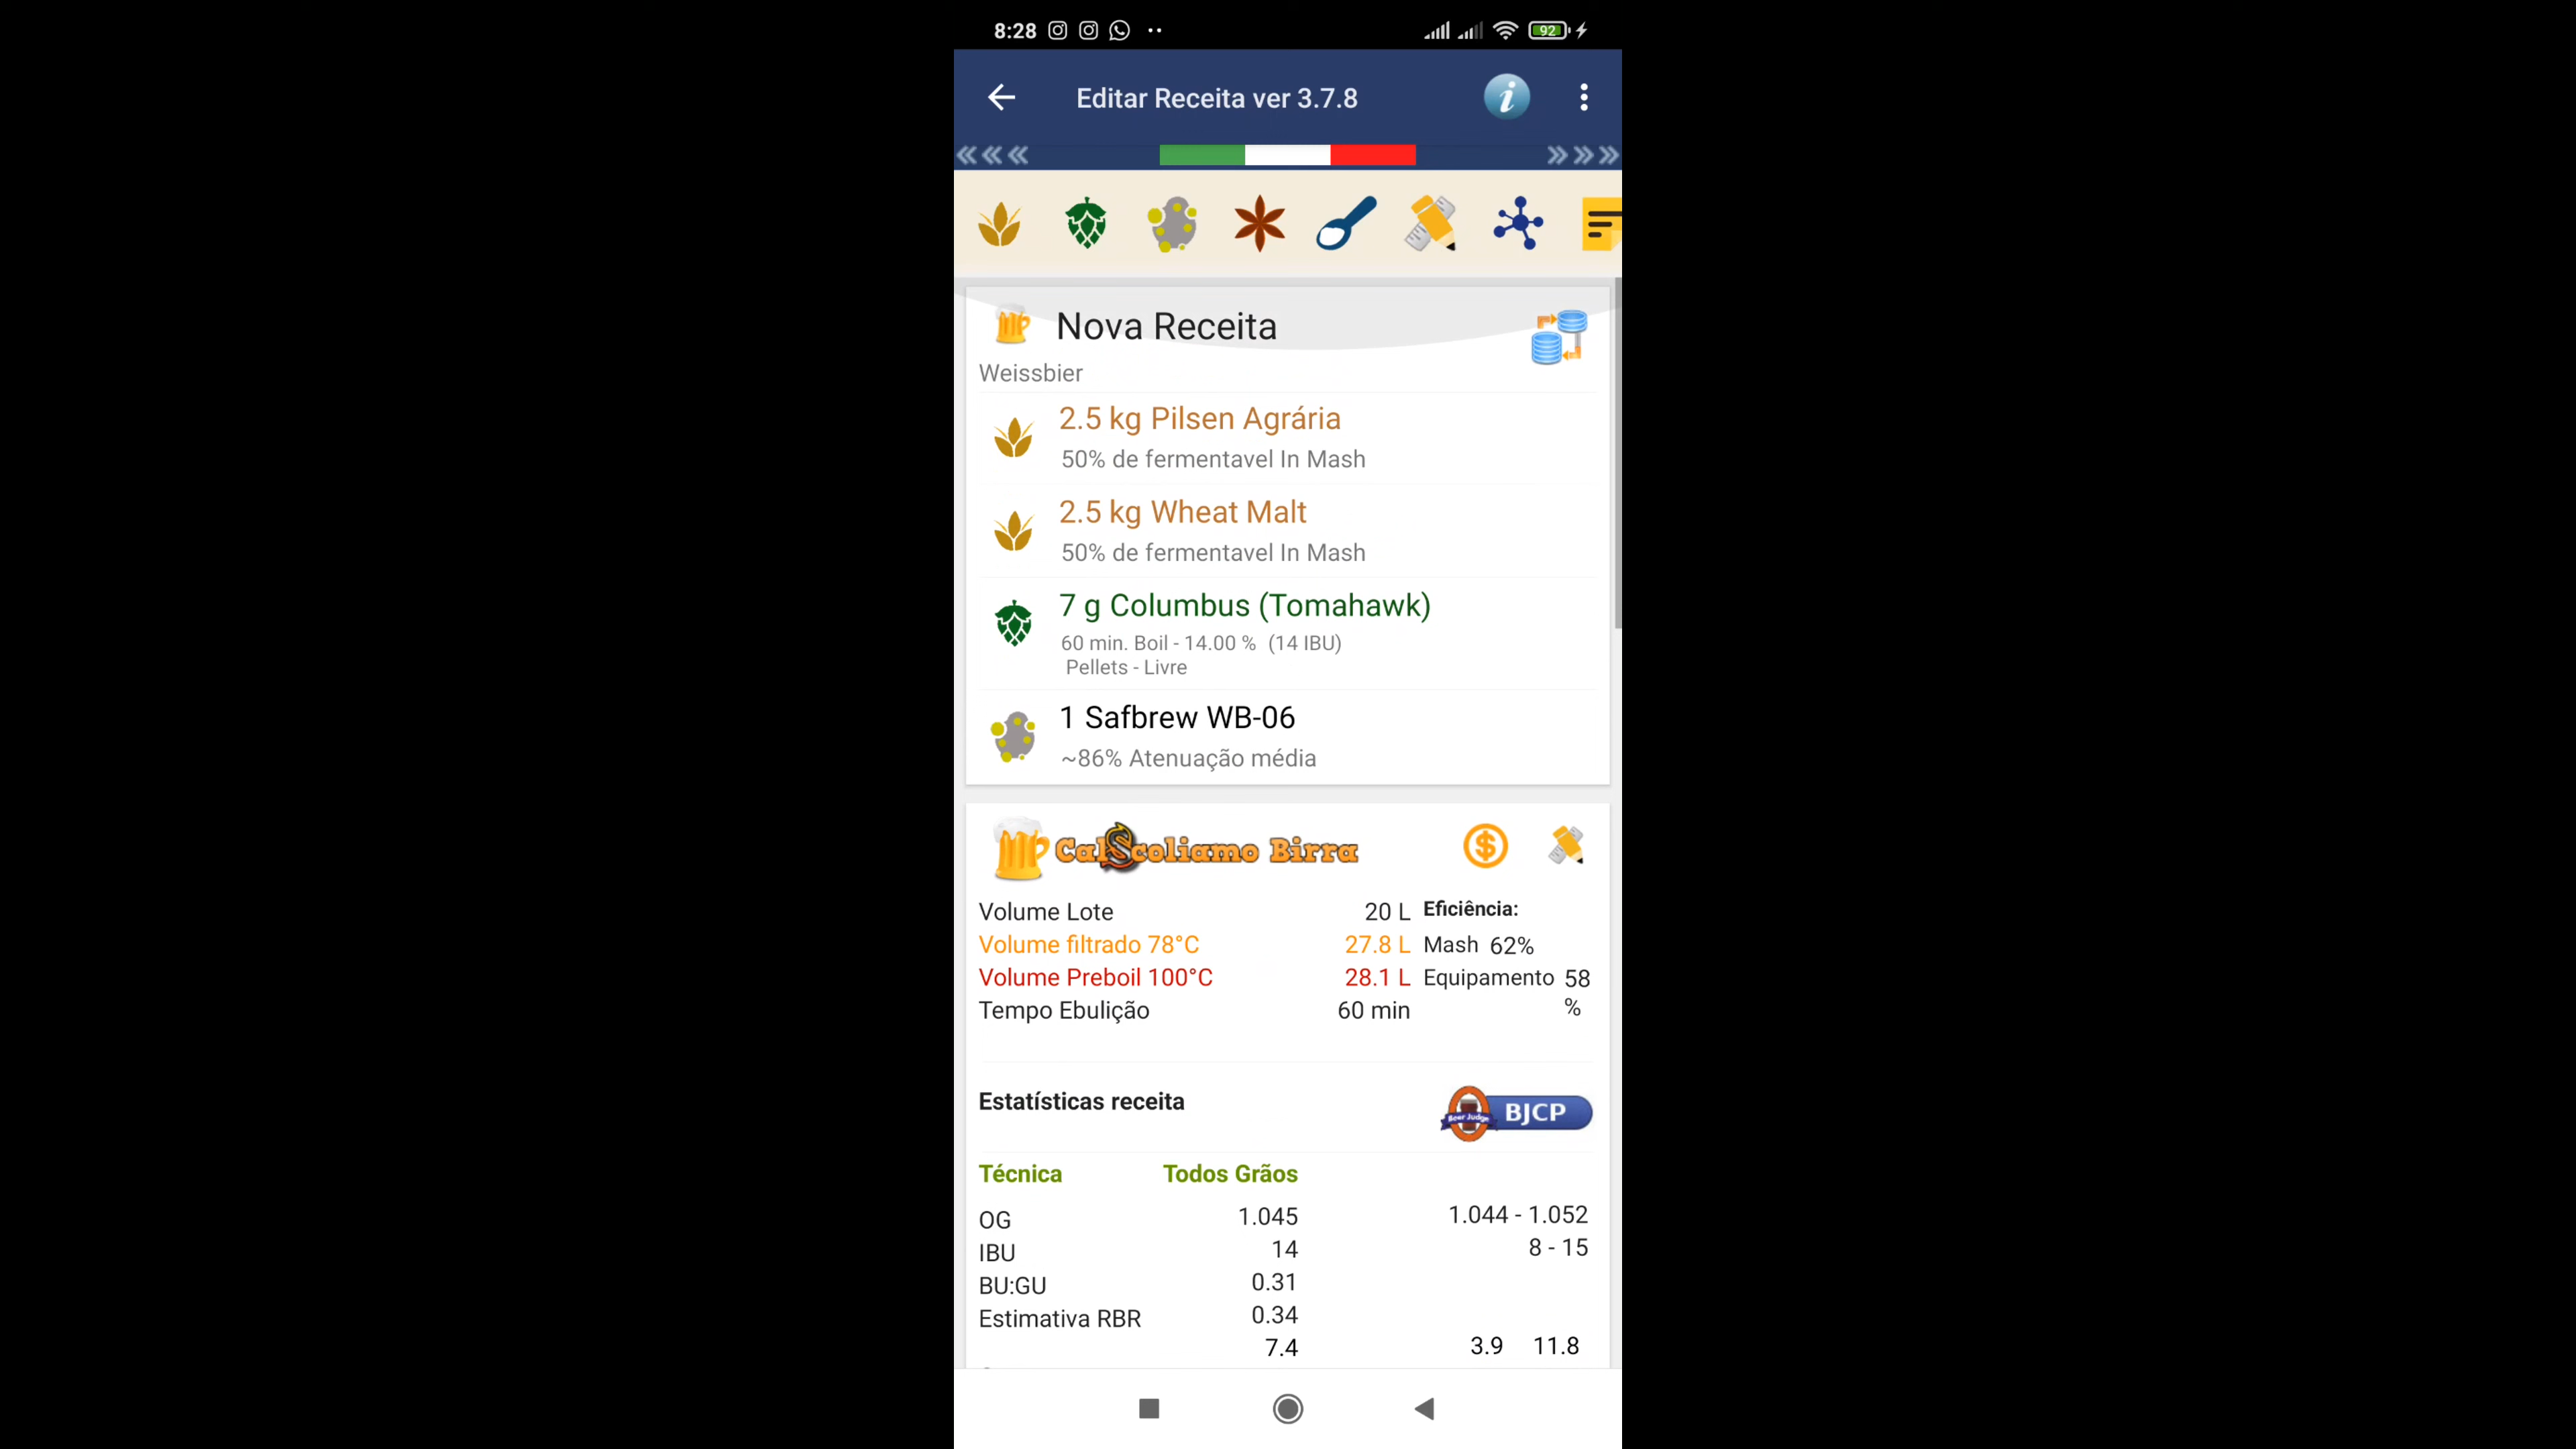 8:28
92
Editar Receita ver 3.7.8
Nova Receita
Weissbier
2.5 kg Pilsen Agrária
50% de fermentavel In Mash
2.5 kg Wheat Malt
50% de fermentavel In Mash
7 g Columbus (Tomahawk)
60 min. Boil - 14.00 % (14 IBU)
Pellets - Livre
1 Safbrew WB-06
~86% Atenuação média
CalScoliamo Birra
Volume Lote 20 L Eficiência:
Volume filtrado 78°C 27.8 L Mash 62%
Volume Preboil 100°C 28.1 L Equipamento 58
Tempo Ebulição 60 min %
Estatísticas receita
Beer Judge BJCP
Técnica Todos Grãos
OG 1.045 1.044 - 1.052
IBU 14 8 - 15
BU:GU 0.31
Estimativa RBR 0.34
7.4 3.9 11.8